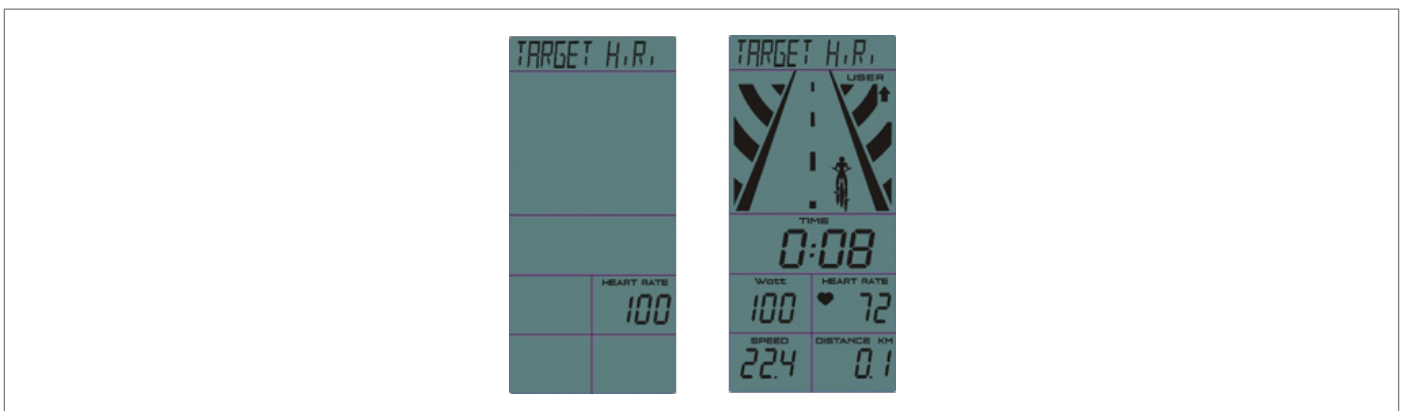 TARGET H.R.
HEART RATE
100
TARGET H.R.
USER
TIME
0:08
Watt HEART RATE
100 72
SPEED DISTANCE KM
22.4 0.1